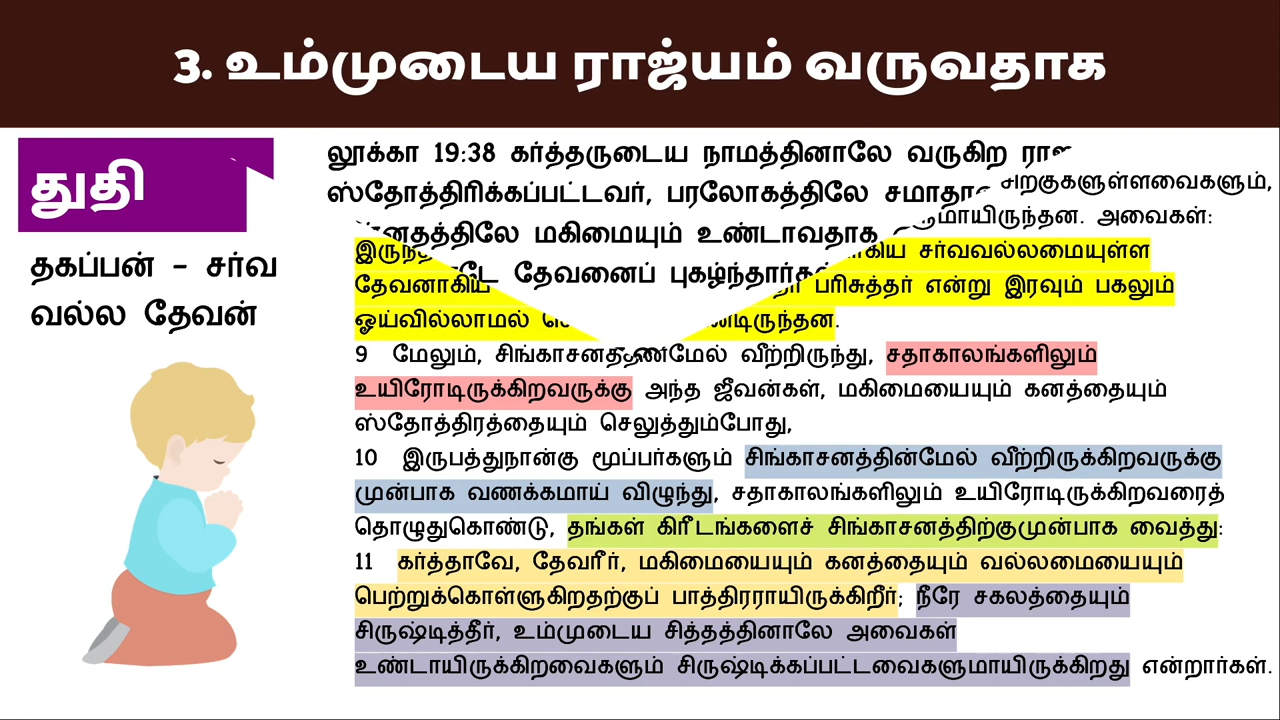 3. உம்முடைய ராஜ்யம் வருவதாக
துதி
தகப்பன் - சர்வ
வல்ல தேவன்
லூக்கா 19:38 கர்த்தருடைய நாமத்தினாலே வருகிற
ஸ்தோத்திரிக்கப்பட்டவர், பரலோகத்திலே
சிறகுகளுள்ளவைகளும்,
அவைகள்:
மகிமையும் உண்டாவதாக
சர்வவல்லமையுள்ள
தேவனைப்
தேவனாகிய
பரிசுத்தர் என்று இரவும் பகலும்
ஓய்வில்லாமல்
9 மேலும், வீற்றிருந்து, சதாகாலங்களிலும்
உயிரோடிருக்கிறவருக்கு அந்த ஜீவன்கள், மகிமையையும் கனத்தையும்
ஸ்தோத்திரத்தையும் செலுத்தும்போது,
10 இருபத்துநான்கு மூப்பர்களும் சிங்காசனத்தின்மேல் வீற்றிருக்கிறவருக்கு
முன்பாக வணக்கமாய் விழுந்து, சதாகாலங்களிலும் உயிரோடிருக்கிறவரைத்
தொழுதுகொண்டு, தங்கள் கிரீடங்களைச் சிங்காசனத்திற்குமுன்பாக வைத்து:
11 கர்த்தாவே, தேவரீர், மகிமையையும் கனத்தையும் வல்லமையையும்
பெற்றுக்கொள்ளுகிறதற்குப் பாத்திரராயிருக்கிறீர்; நீரே சகலத்தையும்
சிருஷ்டித்தீர், உம்முடைய சித்தத்தினாலே அவைகள்
உண்டாயிருக்கிறவைகளும் சிருஷ்டிக்கப்பட்டவைகளுமாயிருக்கிறது என்றார்கள்.